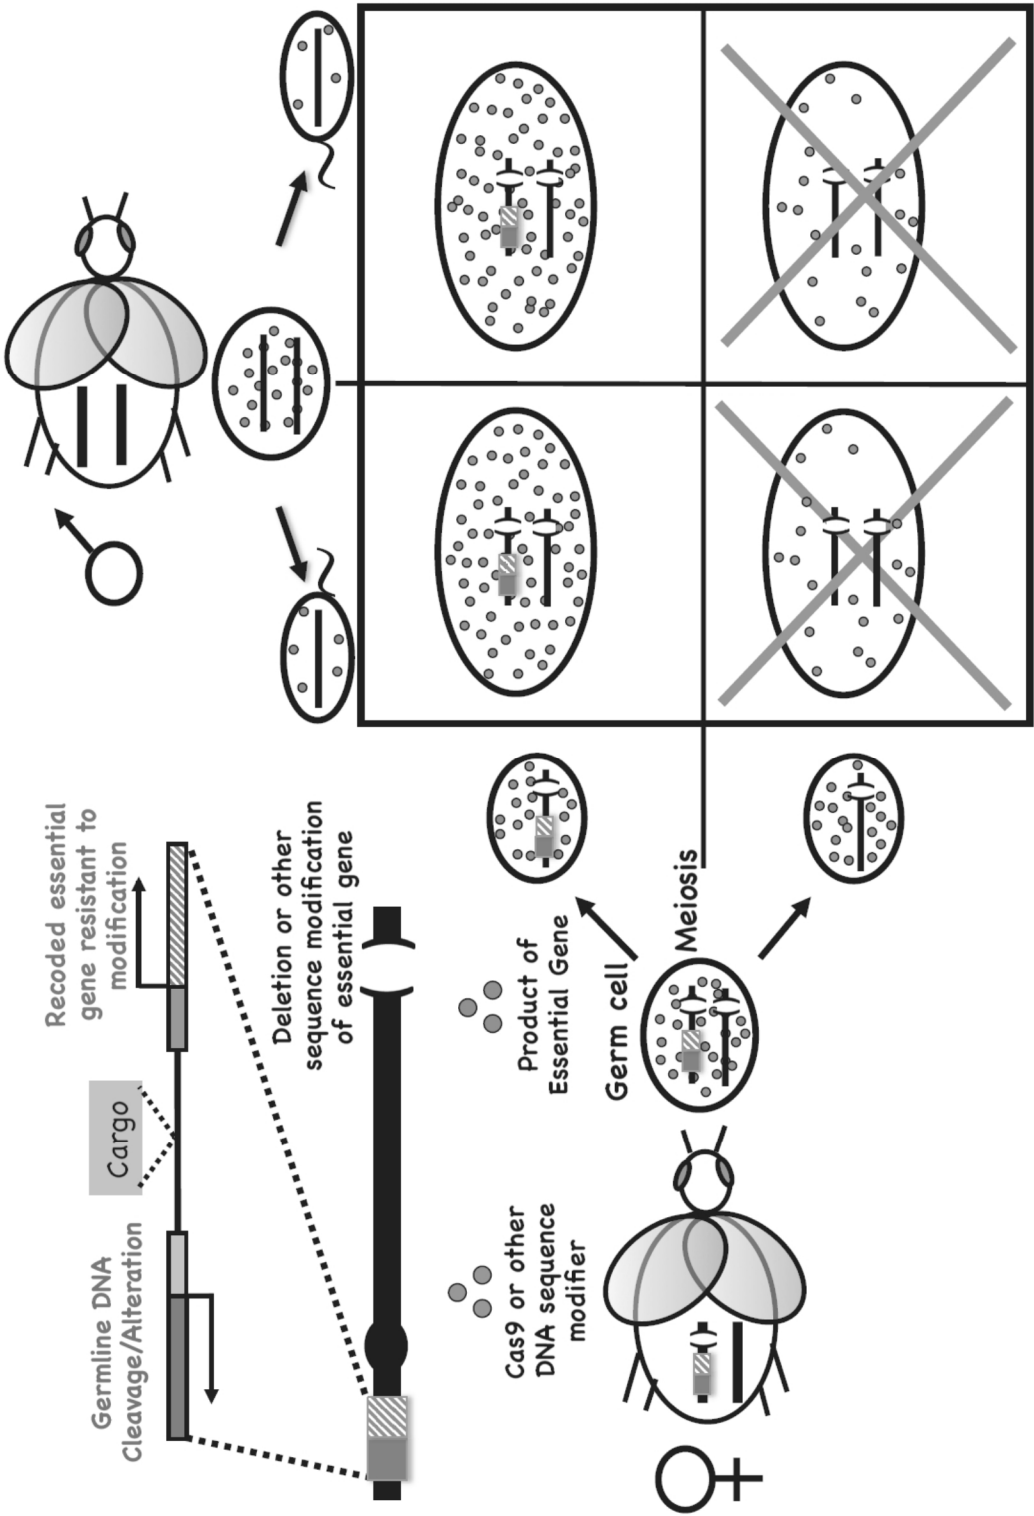 Germline DNA
Cleavage/Alteration
Cargo
Recoded essential
gene resistant to
modification
Deletion or other
sequence modification
of essential gene
Cas9 or other
DNA sequence
modifier
Product of
Essential Gene
Germ cell
Meiosis